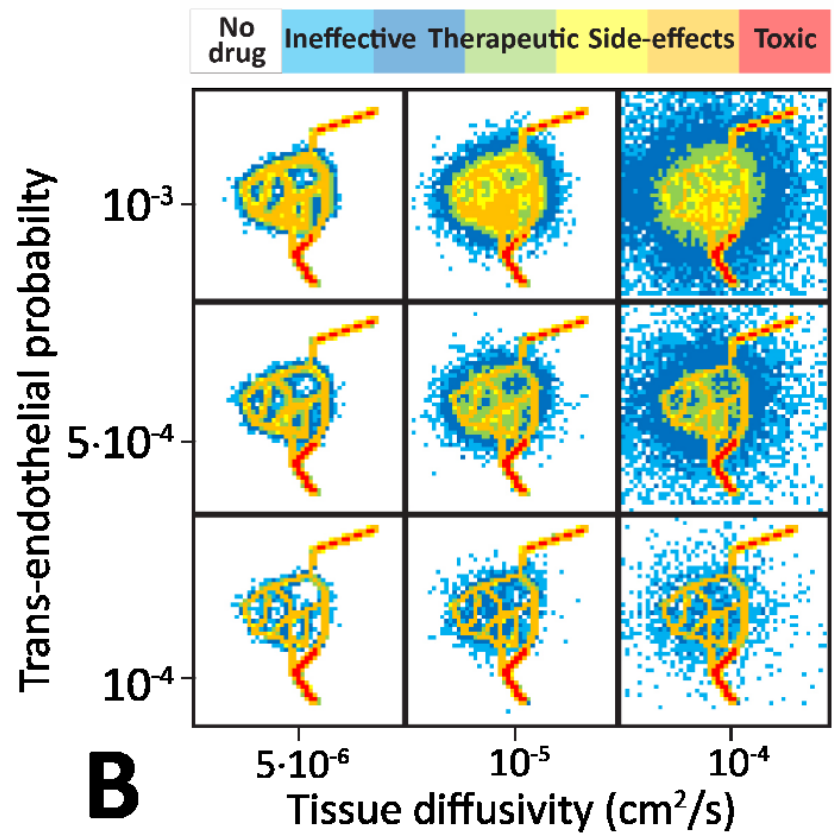 No
drug
Ineffective Therapeutic Side-effects Toxic
Trans-endothelial probabilty
10⁻³
5·10⁻⁴
10⁻⁴
5·10⁻⁶ 10⁻⁵ 10⁻⁴
B
Tissue diffusivity (cm²/s)